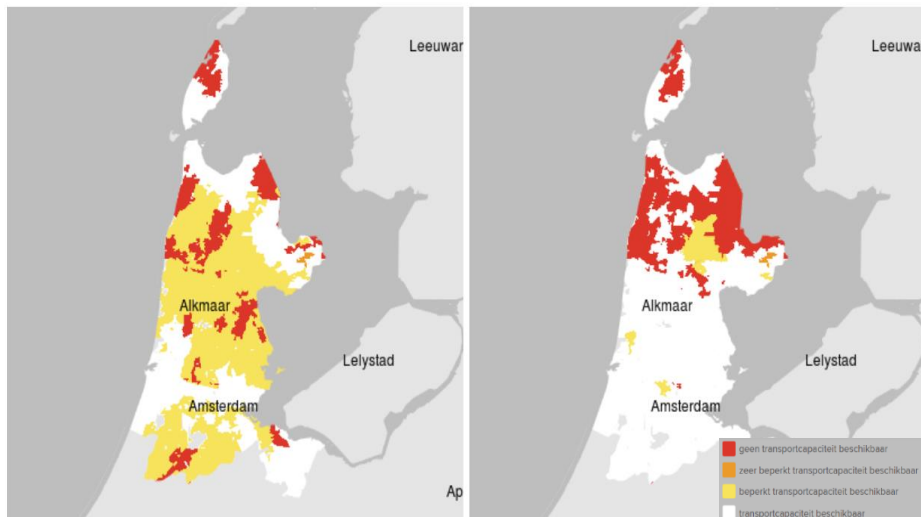 Leeuwar
Alkmaar
Lelystad
Amsterdam
Ap
Leeuwa
Alkmaar
Lelystad
Amsterdam
geen transportcapaciteit beschikbaar
zeer beperkt transportcapaciteit beschikbaar
beperkt transportcapaciteit beschikbaar
transportcapaciteit beschikbaar